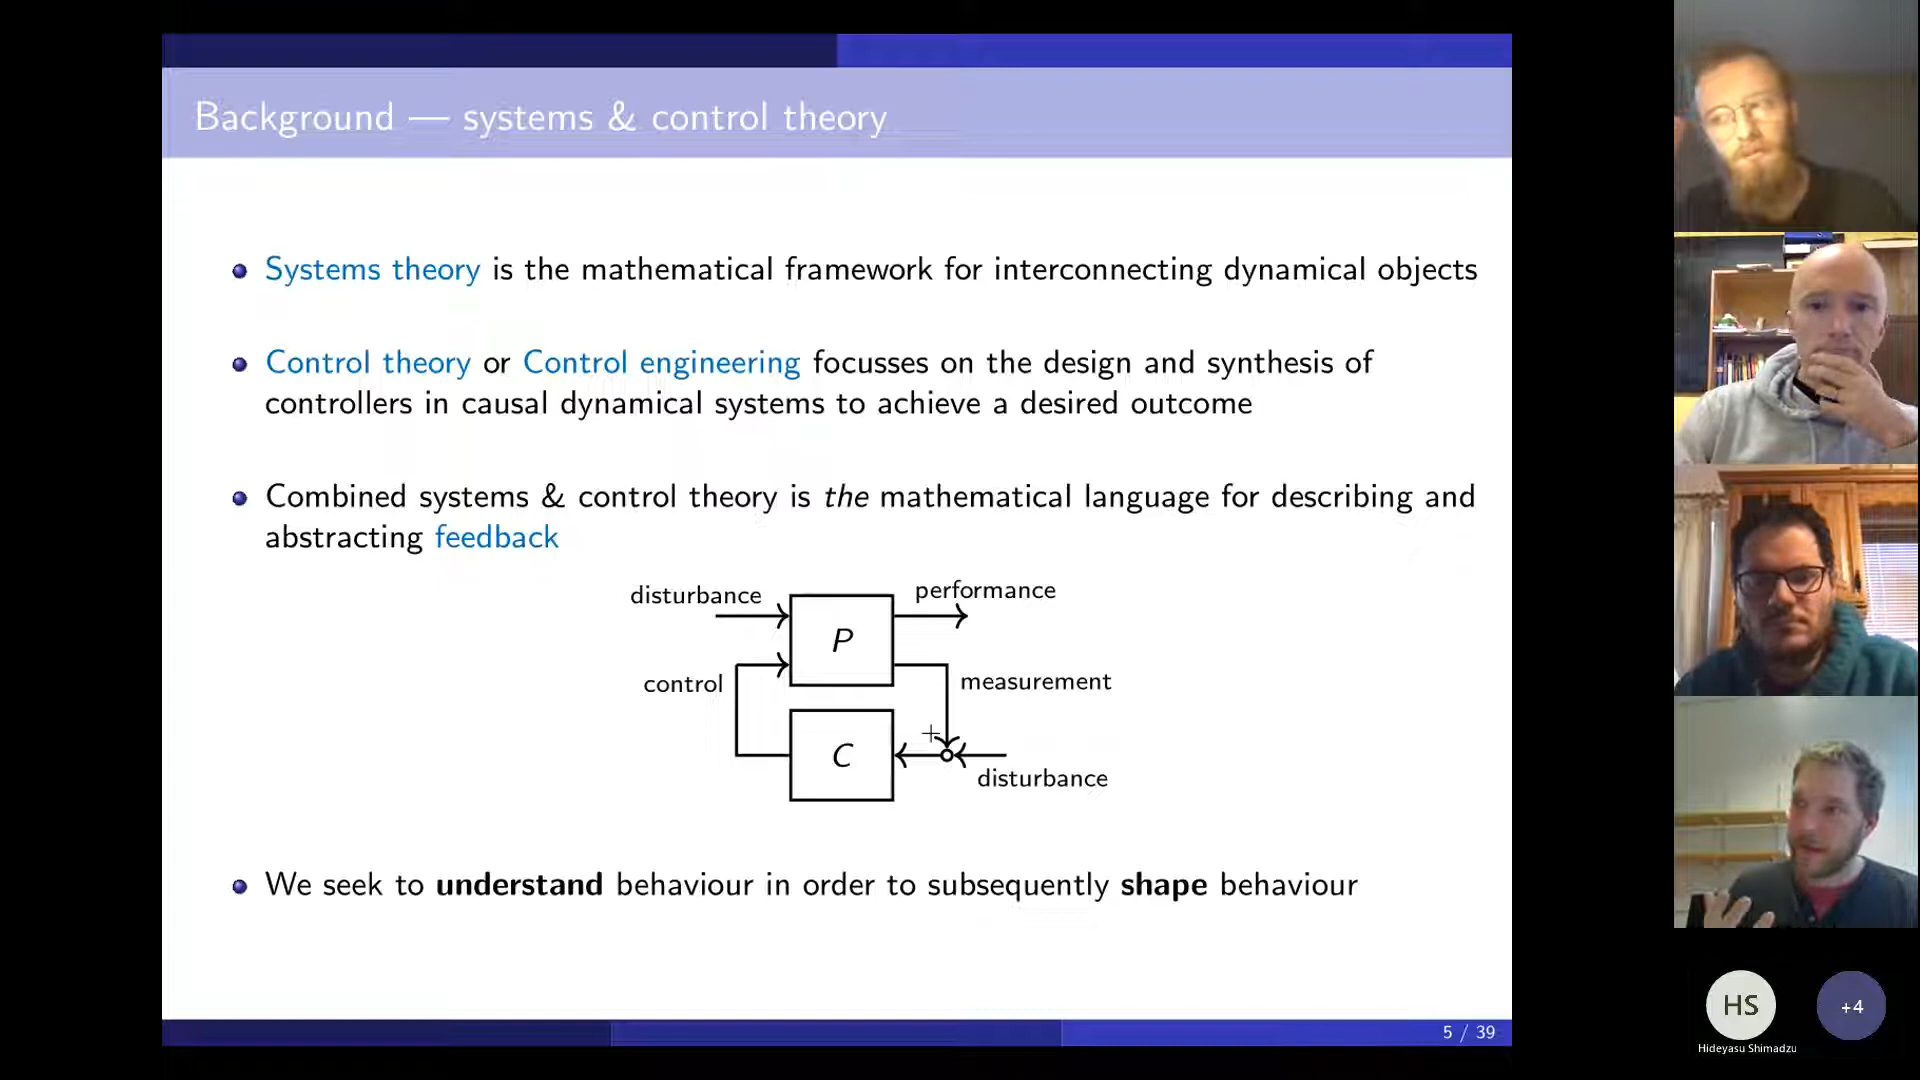 Background — systems & control theory
Systems theory is the mathematical framework for interconnecting dynamical objects
Control theory or Control engineering focusses on the design and synthesis of
controllers in causal dynamical systems to achieve a desired outcome
Combined systems & control theory is the mathematical language for describing and
abstracting feedback
disturbance
performance
P
control
measurement
+
C
disturbance
We seek to understand behaviour in order to subsequently shape behaviour
5 / 39
HS
+4
Hideyasu Shimadzu